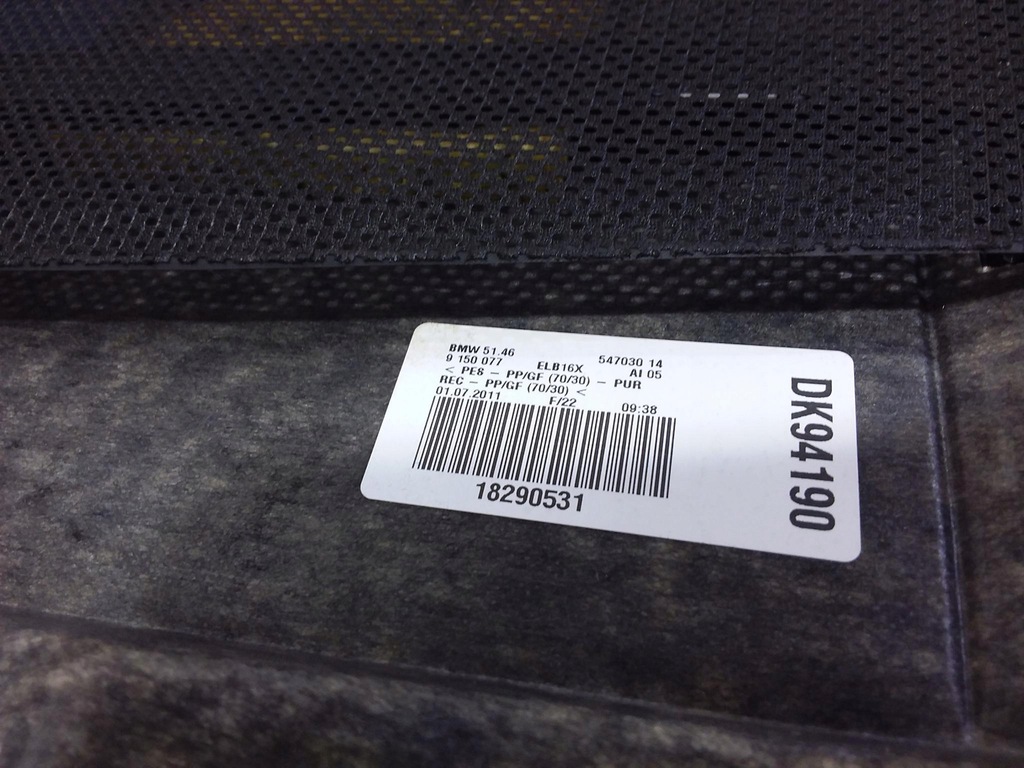 BMW 51.46 547030 14
9 150 077 ELB16X AI 05
< PES - PP/GF (70/30) - PUR
REC - PP/GF (70/30) <
01.07.2011 F/22 09:38
18290531
DK94190